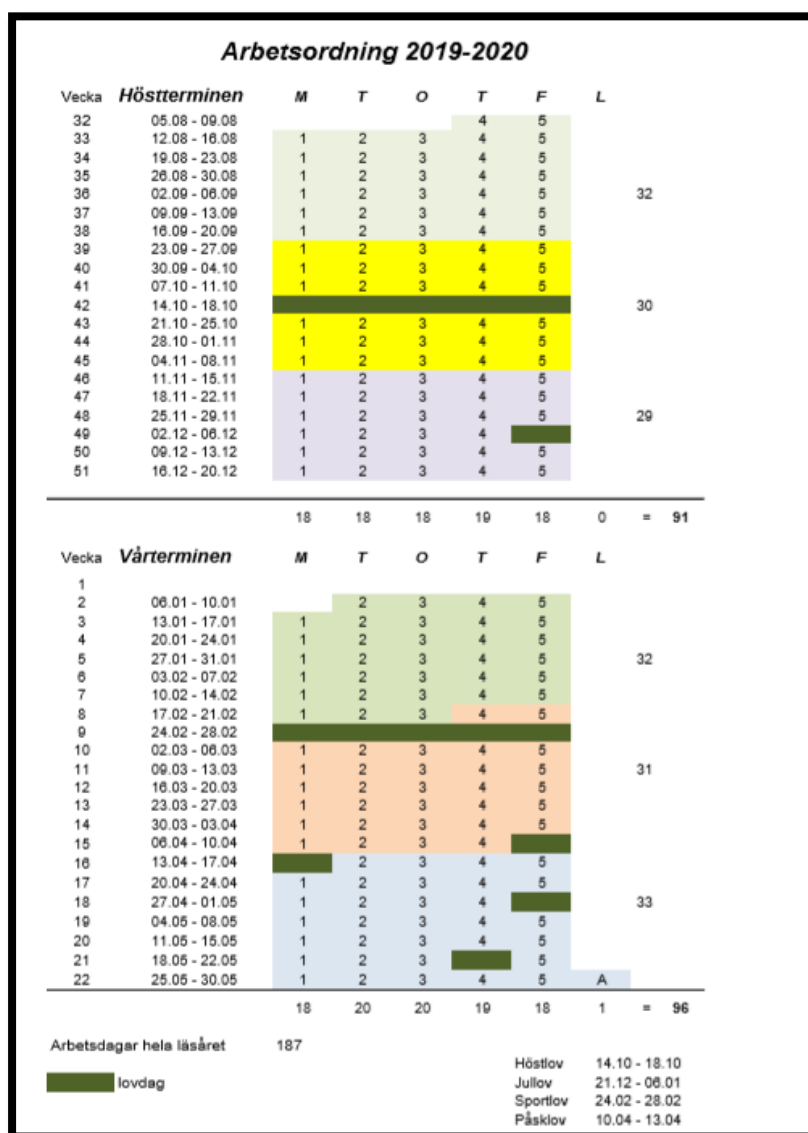 Arbetsordning 2019-2020
Vecka Höstterminen M T O T F L
32 05.08 - 09.08 4 5
33 12.08 - 16.08 1 2 3 4 5
34 19.08 - 23.08 1 2 3 4 5
35 26.08 - 30.08 1 2 3 4 5
36 02.09 - 06.09 1 2 3 4 5 32
37 09.09 - 13.09 1 2 3 4 5
38 16.09 - 20.09 1 2 3 4 5
39 23.09 - 27.09 1 2 3 4 5
40 30.09 - 04.10 1 2 3 4 5
41 07.10 - 11.10 1 2 3 4 5
42 14.10 - 18.10 30
43 21.10 - 25.10 1 2 3 4 5
44 28.10 - 01.11 1 2 3 4 5
45 04.11 - 08.11 1 2 3 4 5
46 11.11 - 15.11 1 2 3 4 5
47 18.11 - 22.11 1 2 3 4 5
48 25.11 - 29.11 1 2 3 4 5 29
49 02.12 - 06.12 1 2 3 4
50 09.12 - 13.12 1 2 3 4 5
51 16.12 - 20.12 1 2 3 4 5
18 18 18 19 18 0 = 91
Vecka Vårterminen M T O T F L
1
2 06.01 - 10.01 2 3 4 5
3 13.01 - 17.01 1 2 3 4 5
4 20.01 - 24.01 1 2 3 4 5
5 27.01 - 31.01 1 2 3 4 5 32
6 03.02 - 07.02 1 2 3 4 5
7 10.02 - 14.02 1 2 3 4 5
8 17.02 - 21.02 1 2 3 4 5
9 24.02 - 28.02
10 02.03 - 06.03 1 2 3 4 5
11 09.03 - 13.03 1 2 3 4 5 31
12 16.03 - 20.03 1 2 3 4 5
13 23.03 - 27.03 1 2 3 4 5
14 30.03 - 03.04 1 2 3 4 5
15 06.04 - 10.04 1 2 3 4
16 13.04 - 17.04 2 3 4 5
17 20.04 - 24.04 1 2 3 4 5
18 27.04 - 01.05 1 2 3 4 33
19 04.05 - 08.05 1 2 3 4 5
20 11.05 - 15.05 1 2 3 4 5
21 18.05 - 22.05 1 2 3 5
22 25.05 - 30.05 1 2 3 4 5 A
18 20 20 19 18 1 = 96
Arbetsdagar hela läsåret 187
lovdag
Höstlov 14.10 - 18.10
Jullov 21.12 - 06.01
Sportlov 24.02 - 28.02
Påsklov 10.04 - 13.04